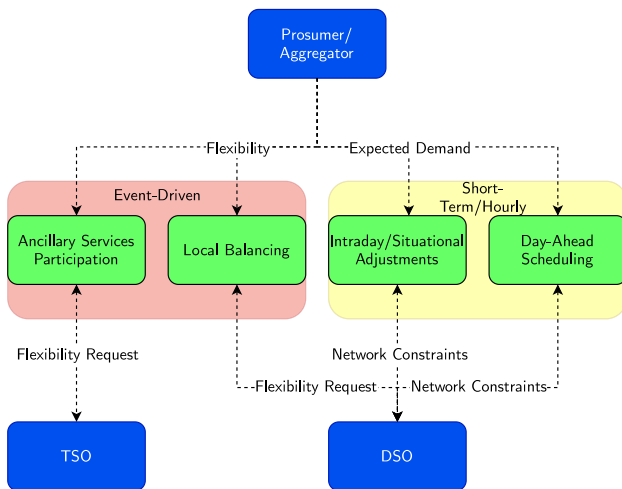 Prosumer/
Aggregator
Flexibility
Expected Demand
Event-Driven
Short-
Term/Hourly
Ancillary Services
Participation
Local Balancing
Intraday/Situational
Adjustments
Day-Ahead
Scheduling
Flexibility Request
Network Constraints
Flexibility Request
Network Constraints
TSO
DSO